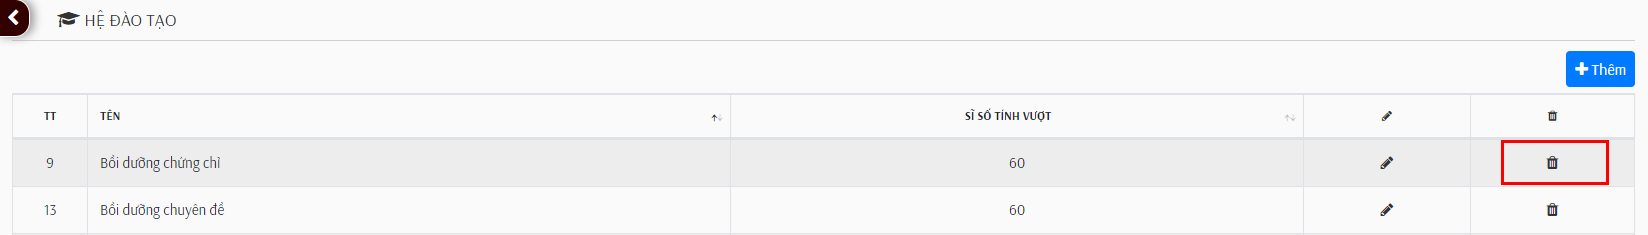 HỆ ĐÀO TẠO
Thêm
TT TÊN SĨ SỐ TÍNH VƯỢT
9 Bồi dưỡng chứng chỉ 60
13 Bồi dưỡng chuyên đề 60